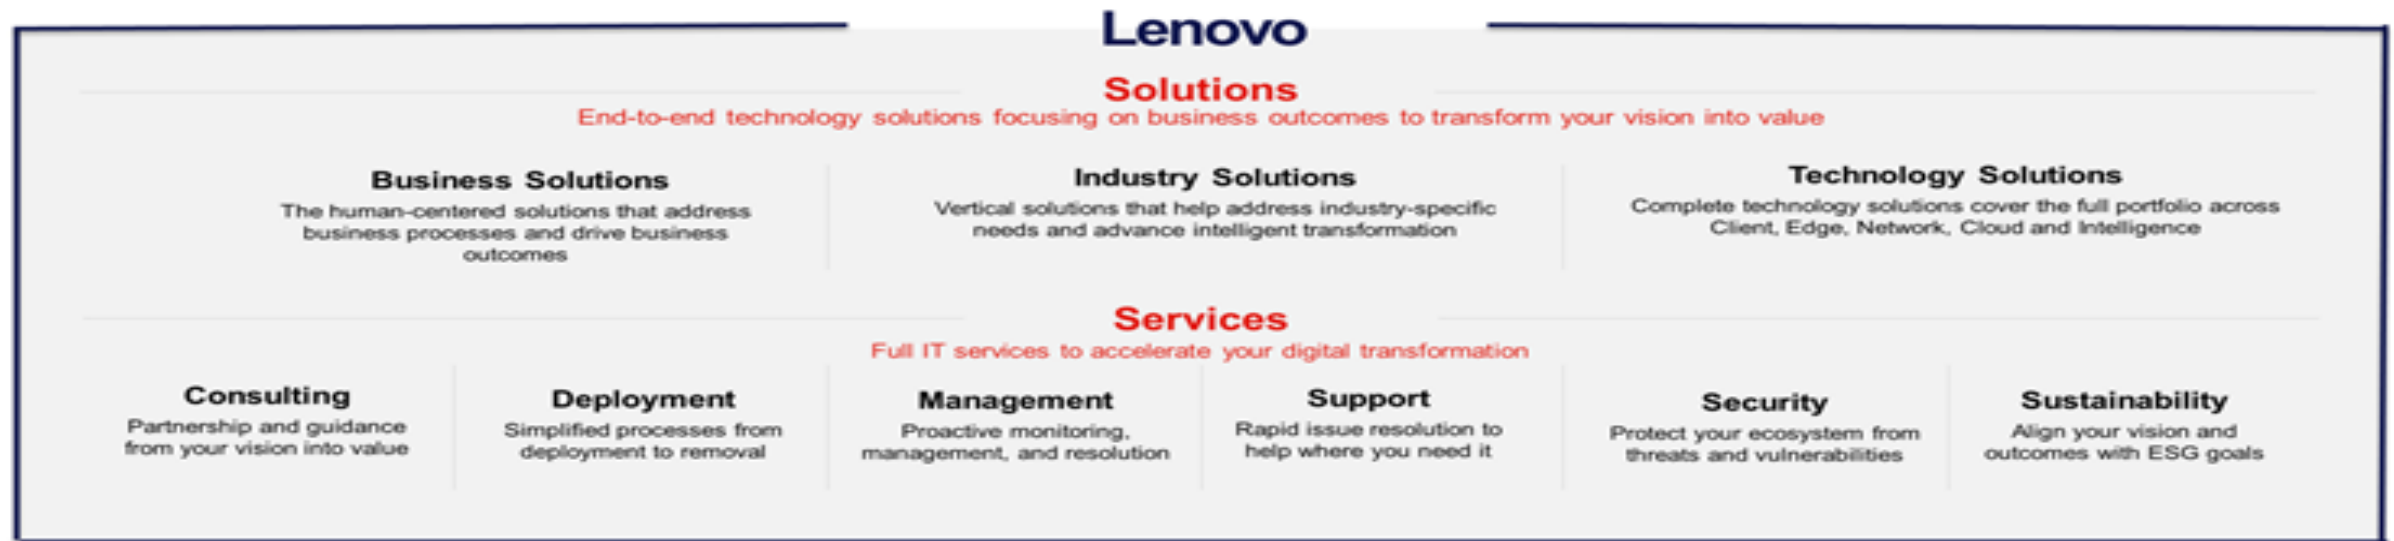 Lenovo
Solutions
End-to-end technology solutions focusing on business outcomes to transform your vision into value
Business Solutions
The human-centered solutions that address
business processes and drive business
outcomes
Industry Solutions
Vertical solutions that help address industry-specific
needs and advance intelligent transformation
Technology Solutions
Complete technology solutions cover the full portfolio across
Client, Edge, Network, Cloud and Intelligence
Services
Full IT services to accelerate your digital transformation
Consulting
Partnership and guidance
from your vision into value
Deployment
Simplified processes from
deployment to removal
Management
Proactive monitoring,
management, and resolution
Support
Rapid issue resolution to
help where you need it
Security
Protect your ecosystem from
threats and vulnerabilities
Sustainability
Align your vision and
outcomes with ESG goals